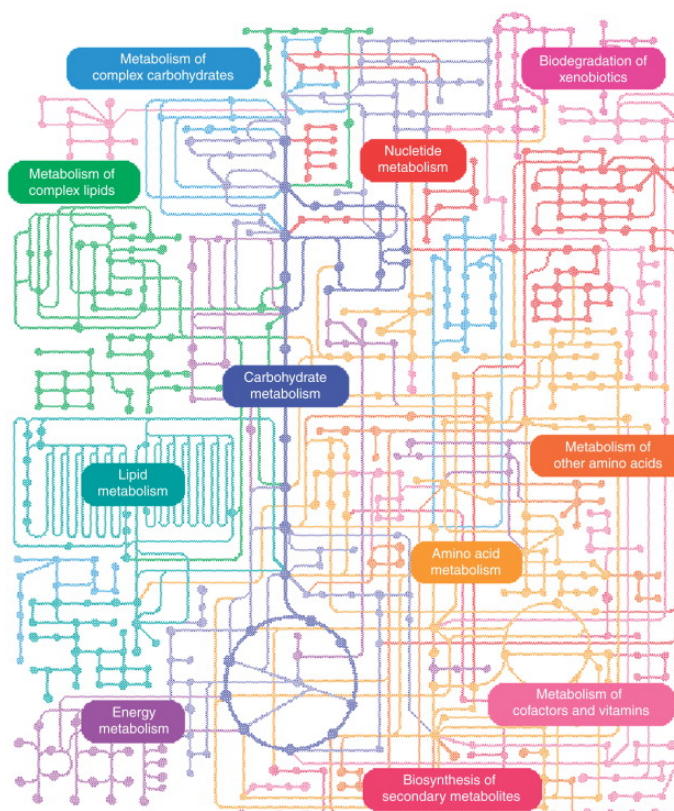 Metabolism of
complex carbohydrates
Biodegradation of
xenobiotics
Nucletide
metabolism
Metabolism of
complex lipids
Carbohydrate
metabolism
Metabolism of
other amino acids
Lipid
metabolism
Amino acid
metabolism
Metabolism of
cofactors and vitamins
Energy
metabolism
Biosynthesis of
secondary metabolites